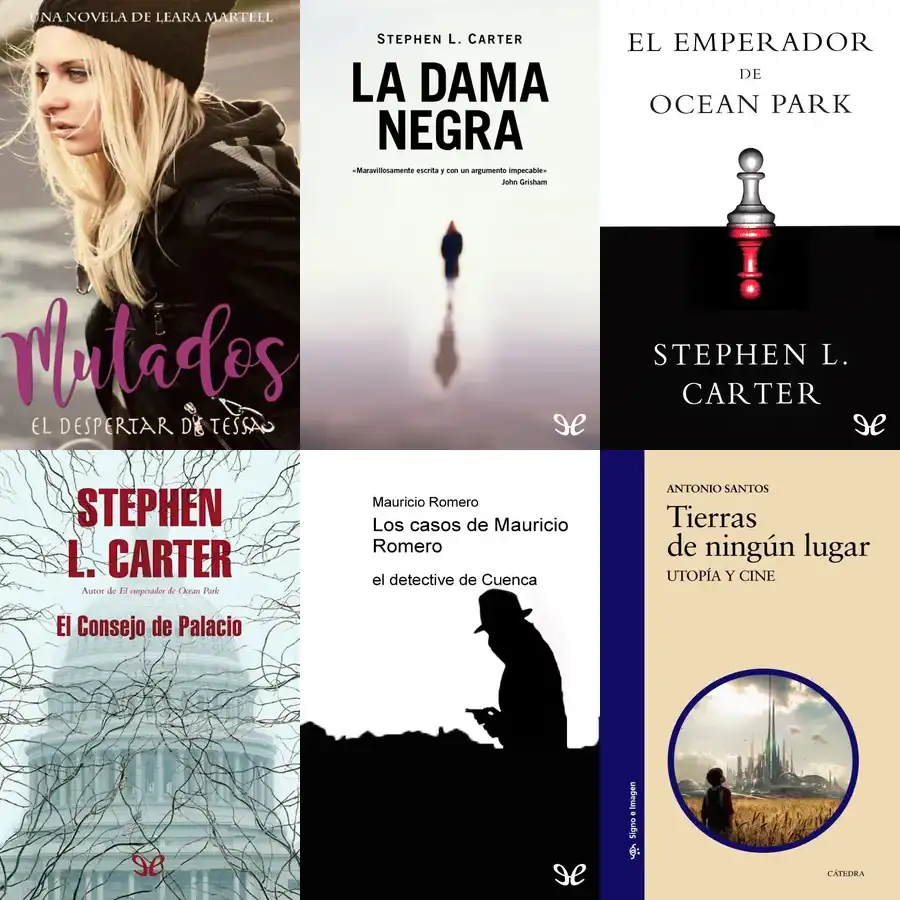 UNA NOVELA DE LEARA MARTELL
Mutados
EL DESPERTAR DE TESSA
STEPHEN L. CARTER
LA DAMA
NEGRA
«Maravillosamente escrita y con un argumento impecable»
John Grisham
EL EMPERADOR
DE
OCEAN PARK
STEPHEN L.
CARTER
STEPHEN
L. CARTER
Autor de El emperador de Ocean Park
El Consejo de Palacio
Mauricio Romero
Los casos de Mauricio
Romero
el detective de Cuenca
ANTONIO SANTOS
Tierras
de ningún lugar
UTOPÍA Y CINE
Signo e Imagen
CÁTEDRA